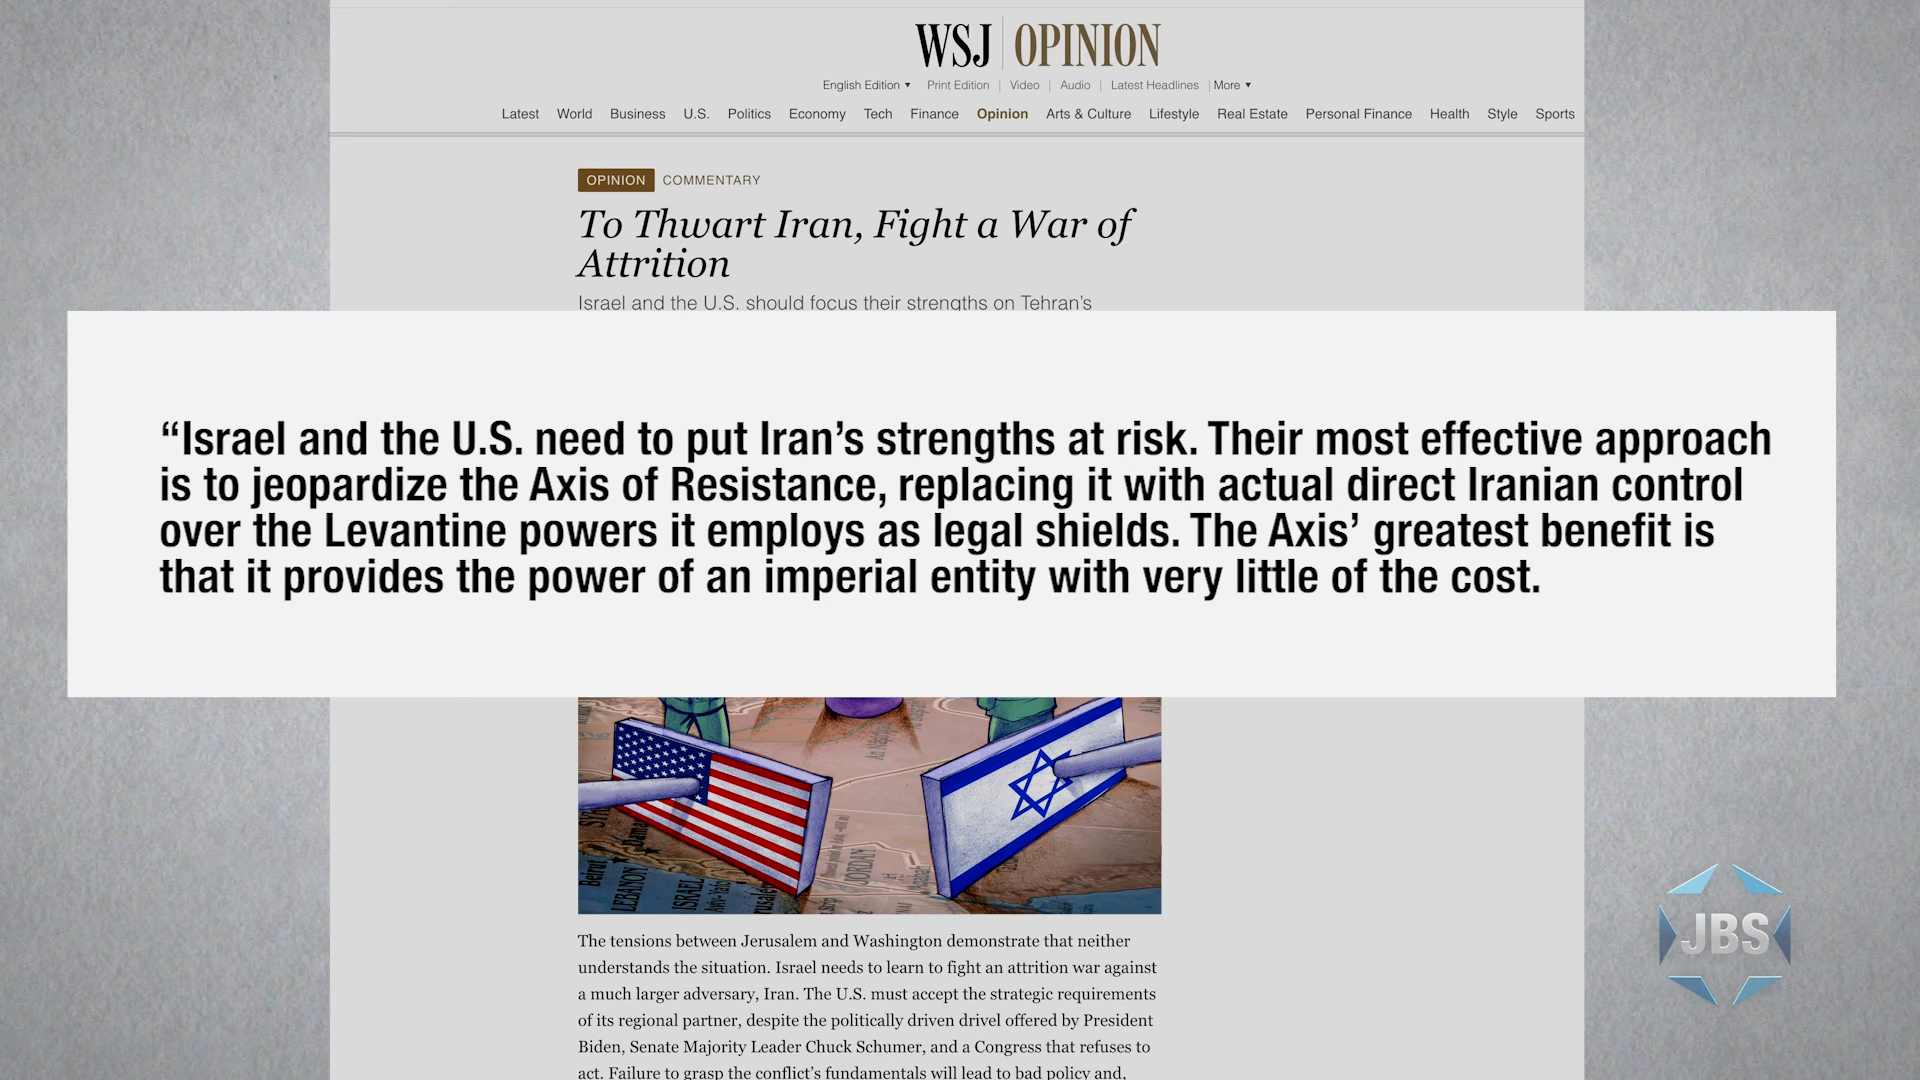 WSJ OPINION
English Edition Print Edition Video Audio Latest Headlines More
Latest World Business U.S. Politics Economy Tech Finance Opinion Arts & Culture Lifestyle Real Estate Personal Finance Health Style Sports
OPINION COMMENTARY
To Thwart Iran, Fight a War of
Attrition
Israel and the U.S. should focus their strengths on Tehran’s
“Israel and the U.S. need to put Iran’s strengths at risk. Their most effective approach
is to jeopardize the Axis of Resistance, replacing it with actual direct Iranian control
over the Levantine powers it employs as legal shields. The Axis’ greatest benefit is
that it provides the power of an imperial entity with very little of the cost.
Beirut
LEBANON
ISRAEL
JORDAN
JBS
The tensions between Jerusalem and Washington demonstrate that neither
understands the situation. Israel needs to learn to fight an attrition war against
a much larger adversary, Iran. The U.S. must accept the strategic requirements
of its regional partner, despite the politically driven drivel offered by President
Biden, Senate Majority Leader Chuck Schumer, and a Congress that refuses to
act. Failure to grasp the conflict’s fundamentals will lead to bad policy and,